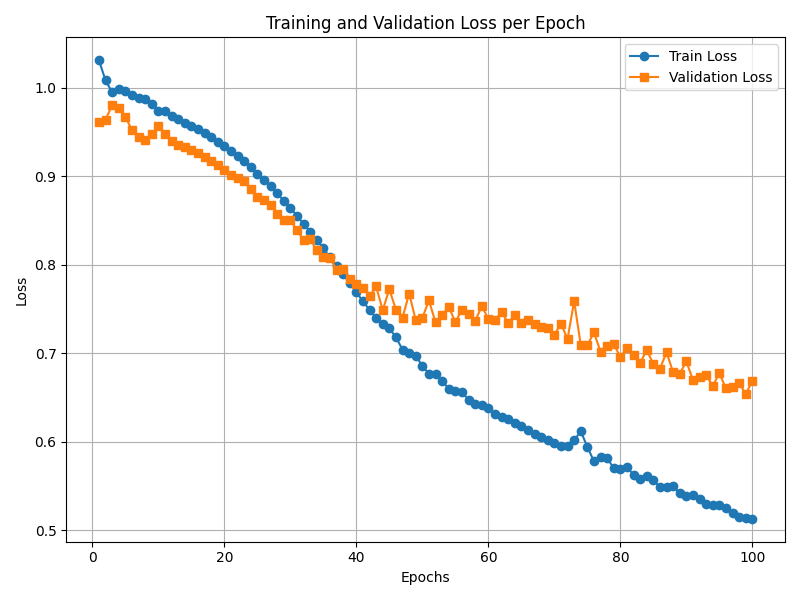 Training and Validation Loss per Epoch
Train Loss
Validation Loss
1.0
0.9
0.8
0.7
0.6
0.5
Loss
0 20 40 60 80 100
Epochs